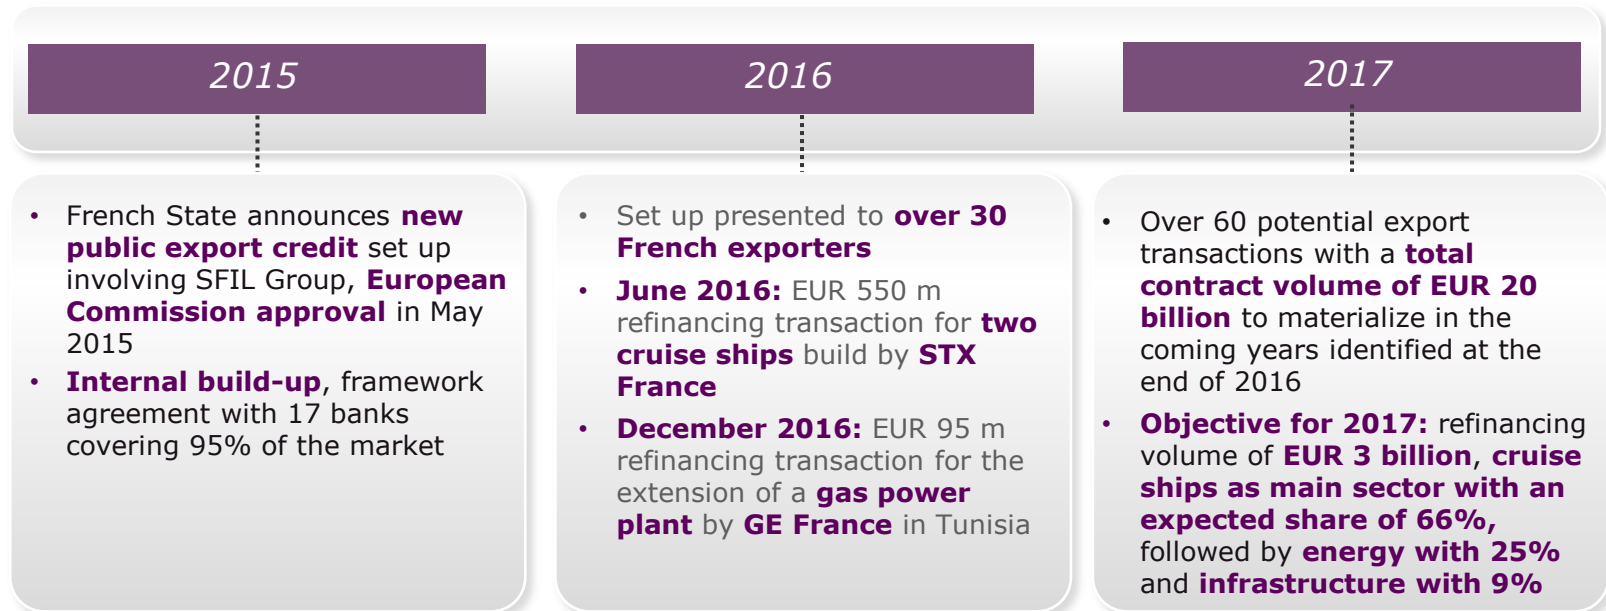 2015
2016
2017
• French State announces new
public export credit set up
involving SFIL Group, European
Commission approval in May
2015
• Internal build-up, framework
agreement with 17 banks
covering 95% of the market
• Set up presented to over 30
French exporters
• June 2016: EUR 550 m
refinancing transaction for two
cruise ships build by STX
France
• December 2016: EUR 95 m
refinancing transaction for the
extension of a gas power
plant by GE France in Tunisia
• Over 60 potential export
transactions with a total
contract volume of EUR 20
billion to materialize in the
coming years identified at the
end of 2016
• Objective for 2017: refinancing
volume of EUR 3 billion, cruise
ships as main sector with an
expected share of 66%,
followed by energy with 25%
and infrastructure with 9%